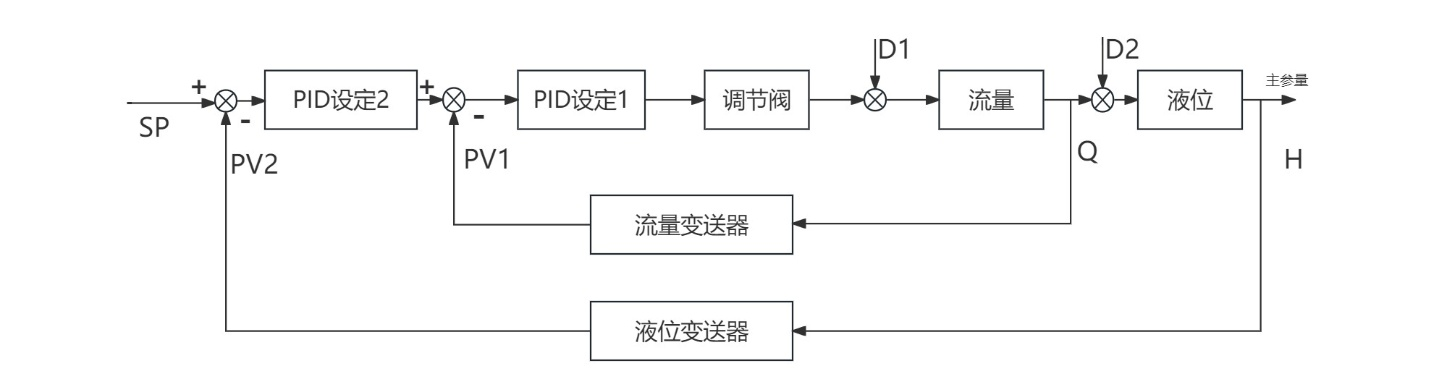 D1
D2
+
PID设定2
+
PID设定1
调节阀
流量
液位
主参量
SP
-
-
PV2
PV1
Q
H
流量变送器
液位变送器